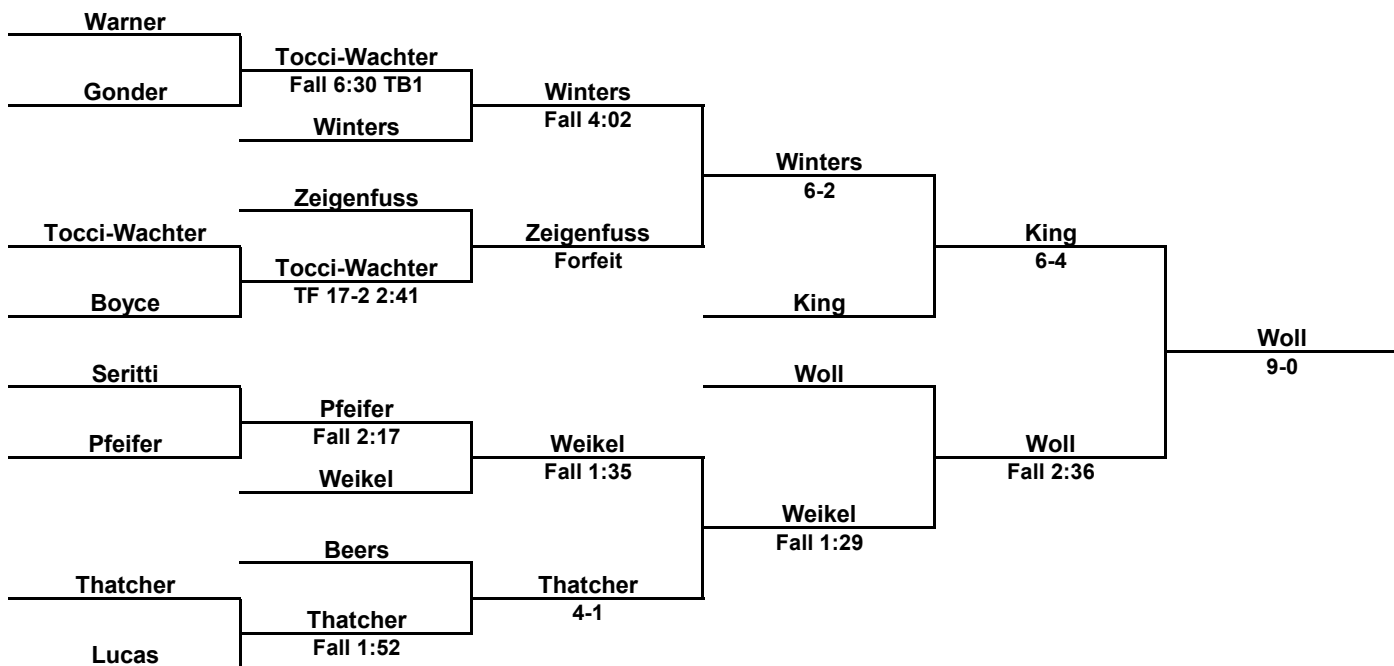 Warner
Tocci-Wachter
Fall 6:30 TB1
Gonder
Winters
Fall 4:02
Winters
Winters
6-2
Zeigenfuss
Tocci-Wachter
Zeigenfuss
Forfeit
King
6-4
Tocci-Wachter
TF 17-2 2:41
Boyce
King
Woll
9-0
Seritti
Woll
Pfeifer
Fall 2:17
Pfeifer
Weikel
Fall 1:35
Woll
Fall 2:36
Weikel
Weikel
Fall 1:29
Beers
Thatcher
Thatcher
4-1
Thatcher
Fall 1:52
Lucas